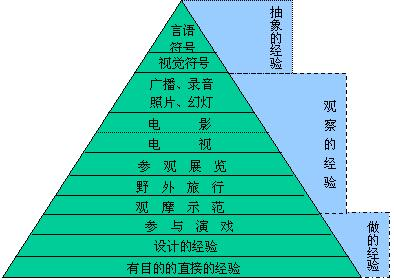 言语
符号
视觉符号
广播、录音
照片、幻灯
电 影
电 视
参 观 展 览
野 外 旅 行
观 摩 示 范
参 与 演 戏
设计的经验
有目的的直接的经验
抽象的经验
观察的经验
做的经验